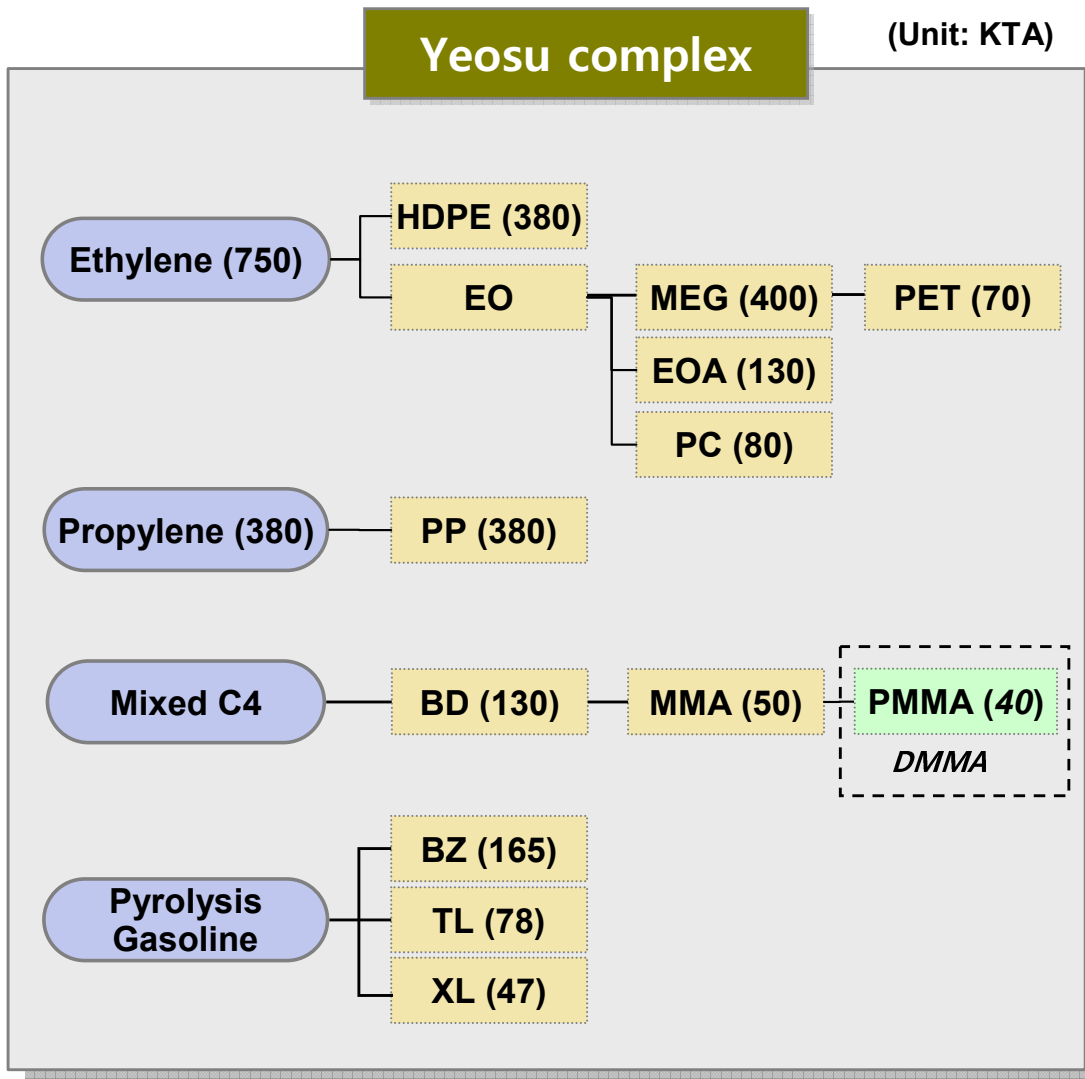 Yeosu complex
(Unit: KTA)
HDPE (380)
Ethylene (750)
EO
MEG (400)
PET (70)
EOA (130)
PC (80)
Propylene (380)
PP (380)
Mixed C4
BD (130)
MMA (50)
PMMA (40)
DMMA
BZ (165)
Pyrolysis
Gasoline
TL (78)
XL (47)